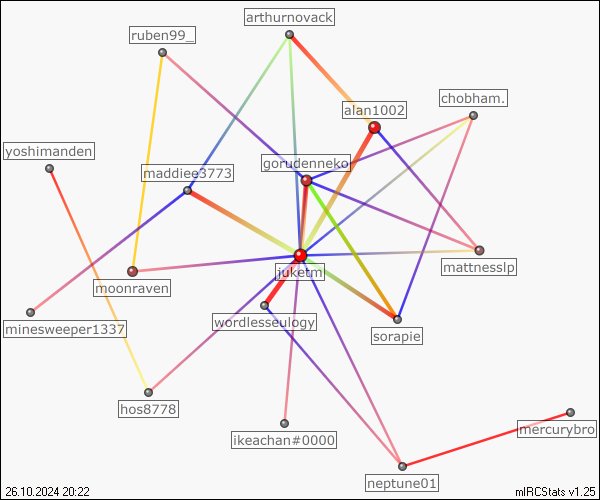 arthurnovack
ruben99_
chobham.
alan1002
yoshimanden
gorudenneko
maddiee3773
mattnesslp
juketm
moonraven
minesweeper1337
wordlesseulogy
sorapie
hos8778
ikeachan#0000
mercurybro
neptune01
26.10.2024 20:22
mIRCStats v1.25